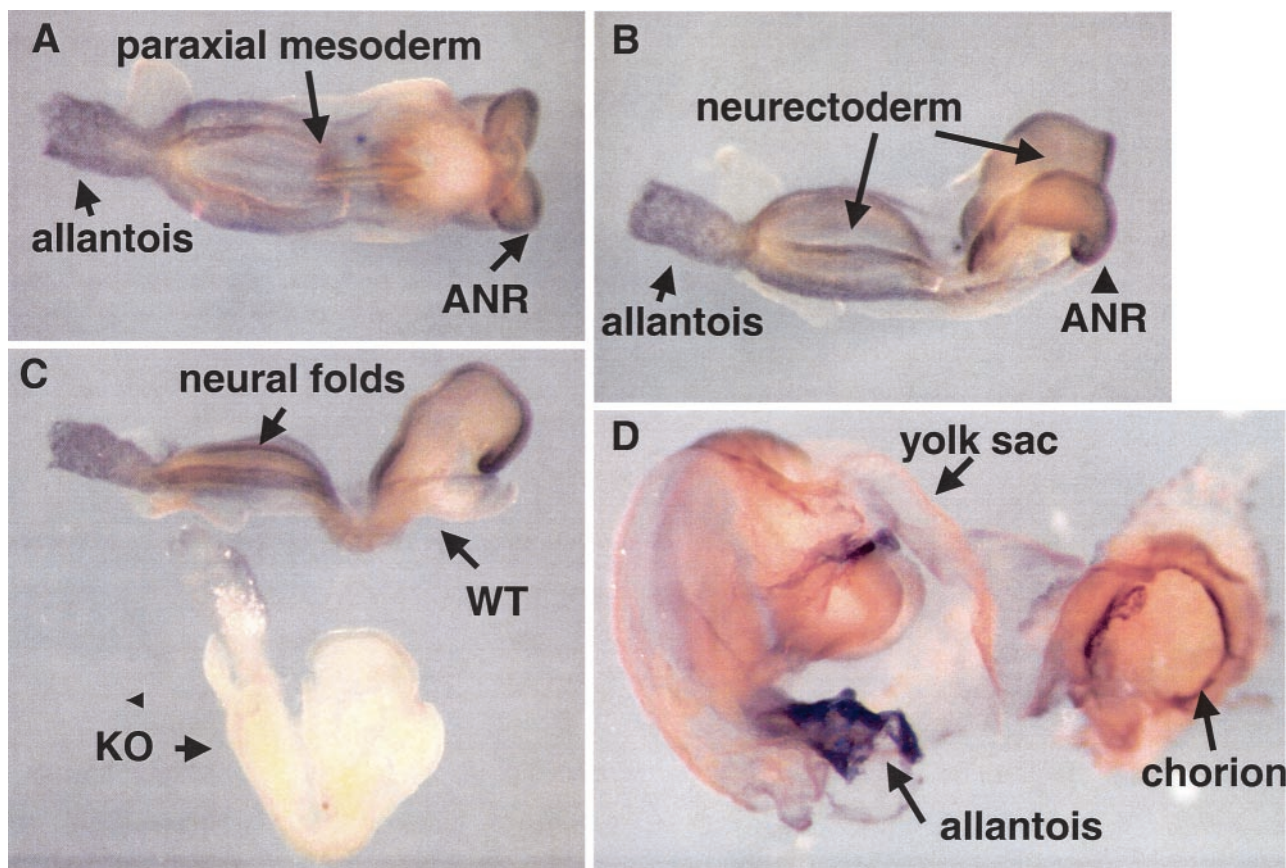 A
paraxial mesoderm
allantois
ANR
B
neurectoderm
allantois
ANR
C
neural folds
WT
KO
D
yolk sac
allantois
chorion